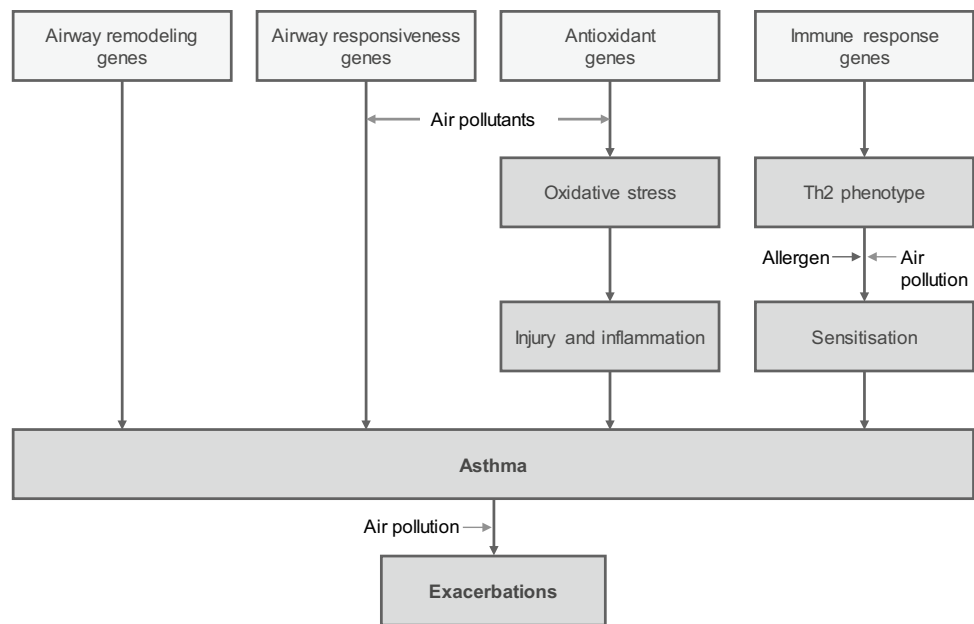 Airway remodeling
genes
Airway responsiveness
genes
Antioxidant
genes
Immune response
genes
Air pollutants
Oxidative stress
Th2 phenotype
Allergen
Air
pollution
Injury and inflammation
Sensitisation
Asthma
Air pollution
Exacerbations